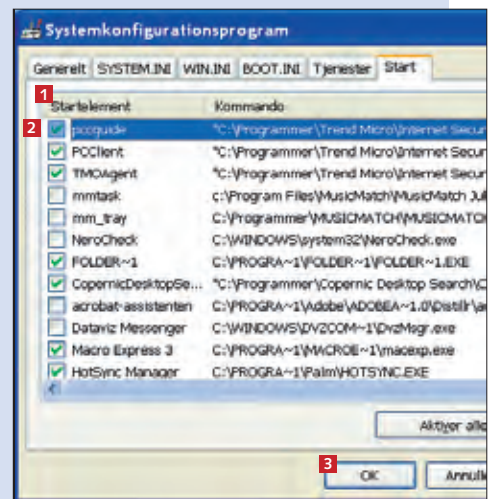 Systemkonfigurationsprogram
Generelt SYSTEM.INI WIN.INI BOOT.INI Tjenester Start
1
Startelement Kommando
2 pccguide "C:\Programmer\Trend Micro\Internet Secur
PCClient "C:\Programmer\Trend Micro\Internet Secur
TMOAgent "C:\Programmer\Trend Micro\Internet Secur
mmtask c:\Program Files\MusicMatch\MusicMatch Juk
mm_tray C:\Programmer\MUSICMATCH\MUSICMATCH
NeroCheck C:\WINDOWS\system32\NeroCheck.exe
FOLDER~1 C:\PROGRA~1\FOLDER~1\FOLDER~1.EXE
CopernicDesktopSe... "C:\Programmer\Copernic Desktop Search\C
acrobat-assistenten C:\PROGRA~1\Adobe\ADOBEA~1.0\Distillr\a
Dataviz Messenger C:\WINDOWS\DVZCOM~1\DvzMsgr.exe
Macro Express 3 C:\PROGRA~1\MACROE~1\macexp.exe
HotSync Manager C:\PROGRA~1\Palm\HOTSYNC.EXE
Aktiver alle
3
OK Annulle